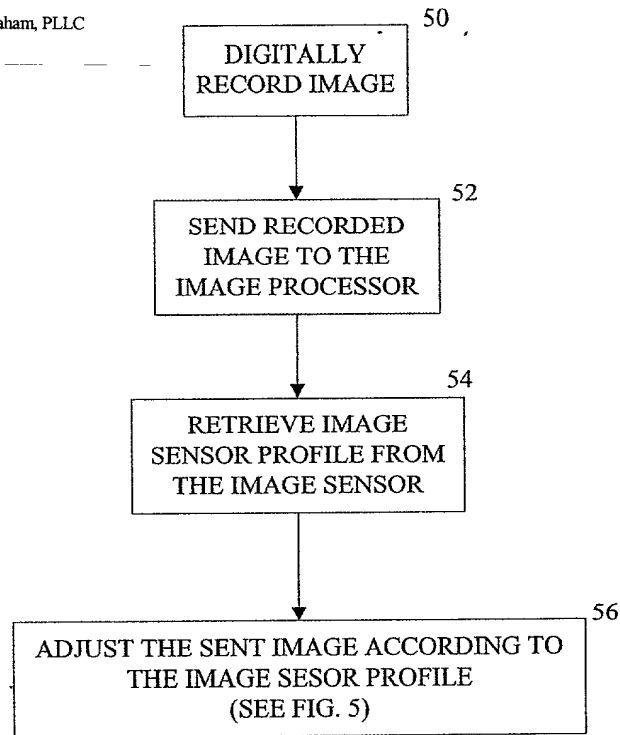 aham, PLLC
50
DIGITALLY
RECORD IMAGE
52
SEND RECORDED
IMAGE TO THE
IMAGE PROCESSOR
54
RETRIEVE IMAGE
SENSOR PROFILE FROM
THE IMAGE SENSOR
56
ADJUST THE SENT IMAGE ACCORDING TO
THE IMAGE SESOR PROFILE
(SEE FIG. 5)